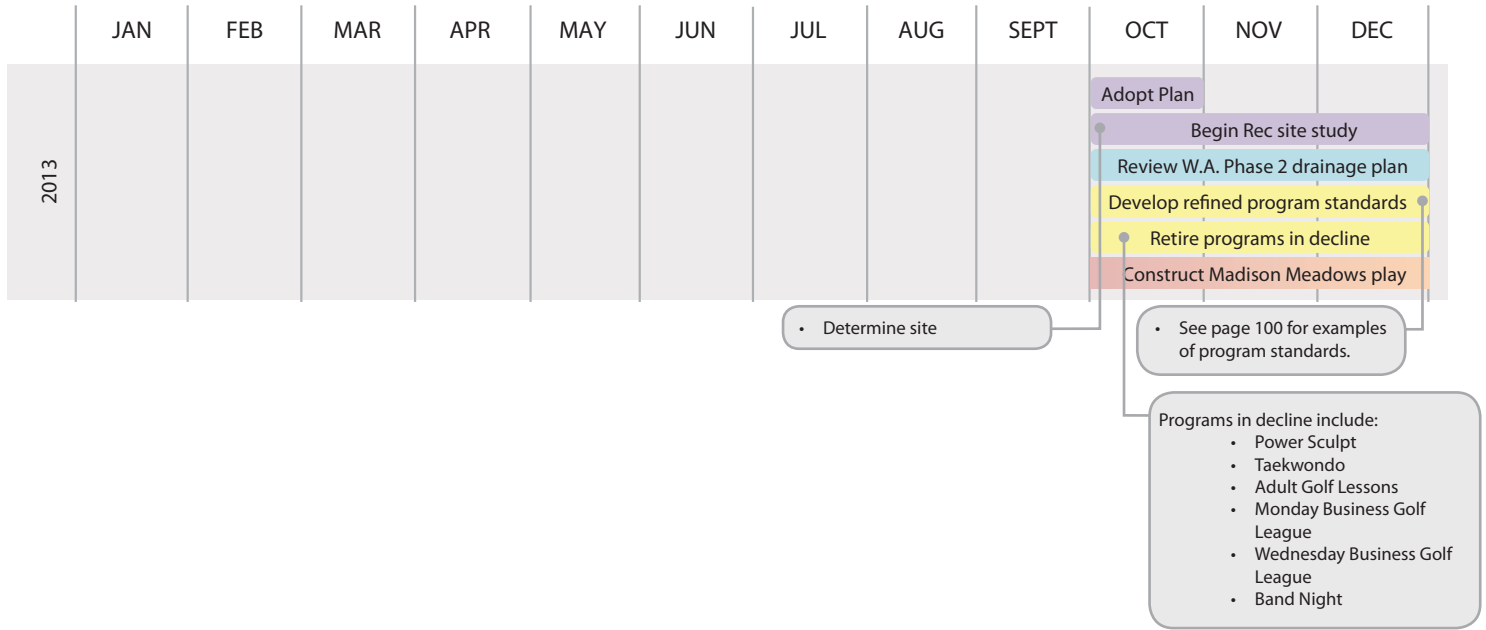 JAN FEB MAR APR MAY JUN JUL AUG SEPT OCT NOV DEC
2013
Adopt Plan
Begin Rec site study
Review W.A. Phase 2 drainage plan
Develop refined program standards
Retire programs in decline
Construct Madison Meadows play
• Determine site
• See page 100 for examples
of program standards.
Programs in decline include:
• Power Sculpt
• Taekwondo
• Adult Golf Lessons
• Monday Business Golf
League
• Wednesday Business Golf
League
• Band Night